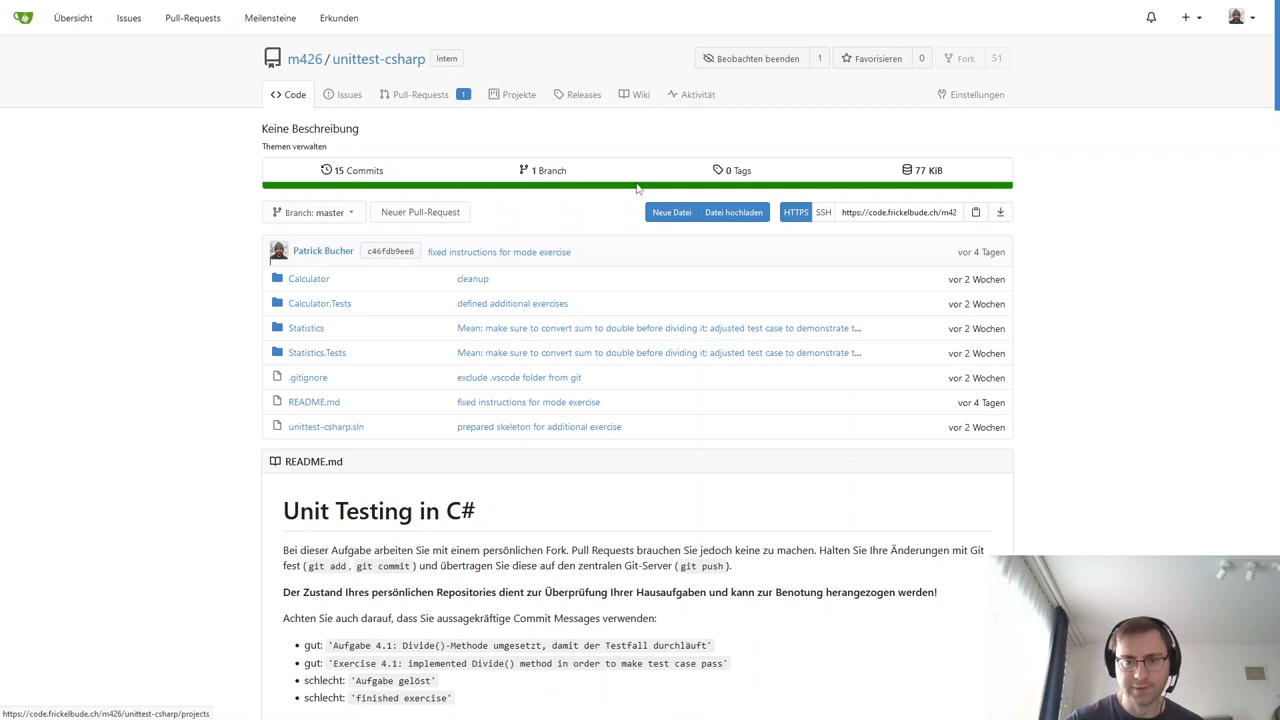 Übersicht Issues Pull-Requests Meilensteine Erkunden
m426 / unittest-csharp Intern Beobachten beenden 1 Favorisieren 0 Fork 51
Code Issues Pull-Requests 1 Projekte Releases Wiki Aktivität Einstellungen
Keine Beschreibung
Themen verwalten
15 Commits 1 Branch 0 Tags 77 KiB
Branch: master Neuer Pull-Request Neue Datei Datei hochladen HTTPS SSH https://code.frickelbude.ch/m42
Patrick Bucher c46fdb9ee6 fixed instructions for mode exercise vor 4 Tagen
Calculator cleanup vor 2 Wochen
Calculator.Tests defined additional exercises vor 2 Wochen
Statistics Mean: make sure to convert sum to double before dividing it: adjusted test case to demonstrate t... vor 2 Wochen
Statistics.Tests Mean: make sure to convert sum to double before dividing it: adjusted test case to demonstrate t... vor 2 Wochen
.gitignore exclude .vscode folder from git vor 2 Wochen
README.md fixed instructions for mode exercise vor 4 Tagen
unittest-csharp.sln prepared skeleton for additional exercise vor 2 Wochen
README.md
Unit Testing in C#
Bei dieser Aufgabe arbeiten Sie mit einem persönlichen Fork. Pull Requests brauchen Sie jedoch keine zu machen. Halten Sie Ihre Änderungen mit Git
fest (git add, git commit) und übertragen Sie diese auf den zentralen Git-Server (git push).
Der Zustand Ihres persönlichen Repositories dient zur Überprüfung Ihrer Hausaufgaben und kann zur Benotung herangezogen werden!
Achten Sie auch darauf, dass Sie aussagekräftige Commit Messages verwenden:
• gut: 'Aufgabe 4.1: Divide()-Methode umgesetzt, damit der Testfall durchläuft'
• gut: 'Exercise 4.1: implemented Divide() method in order to make test case pass'
• schlecht: 'Aufgabe gelöst'
• schlecht: 'finished exercise'
https://code.frickelbude.ch/m426/unittest-csharp/projects